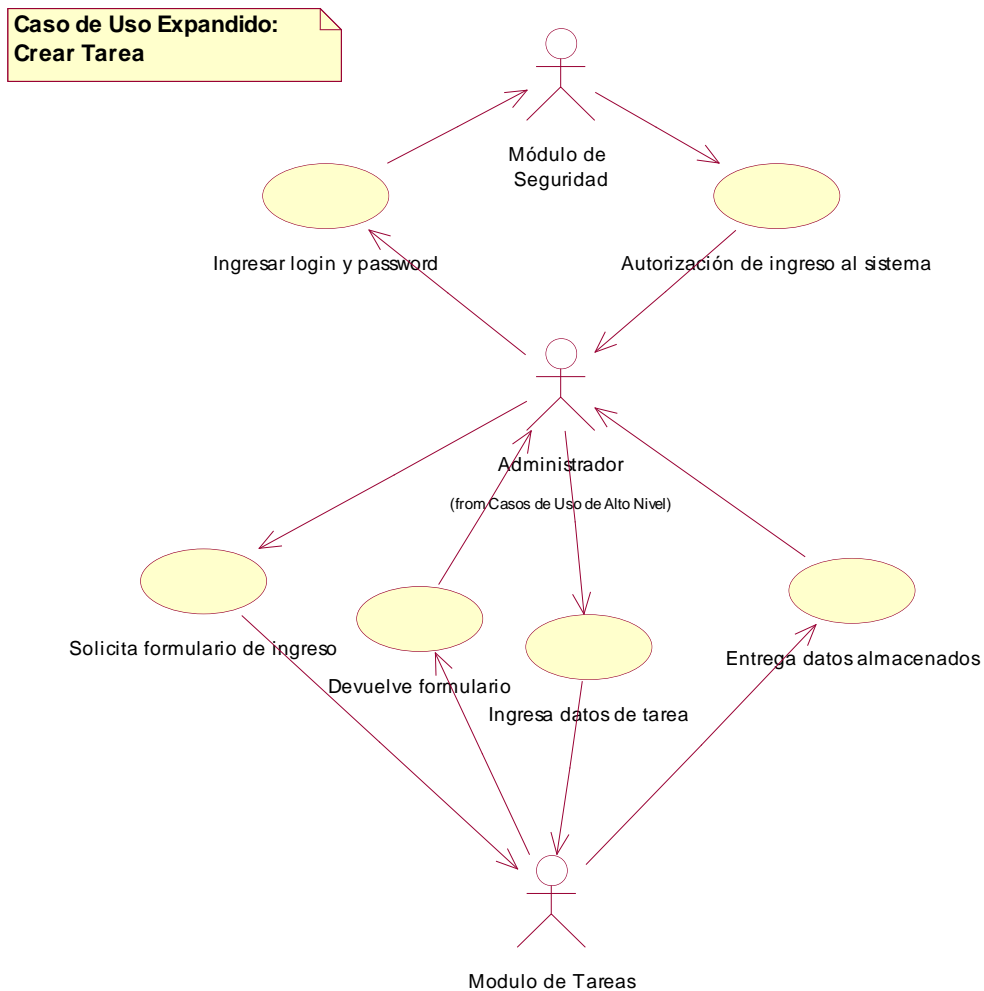 Caso de Uso Expandido:
Crear Tarea
Módulo de
Seguridad
Ingresar login y password
Autorización de ingreso al sistema
Administrador
(from Casos de Uso de Alto Nivel)
Solicita formulario de ingreso
Devuelve formulario
Ingresa datos de tarea
Entrega datos almacenados
Modulo de Tareas